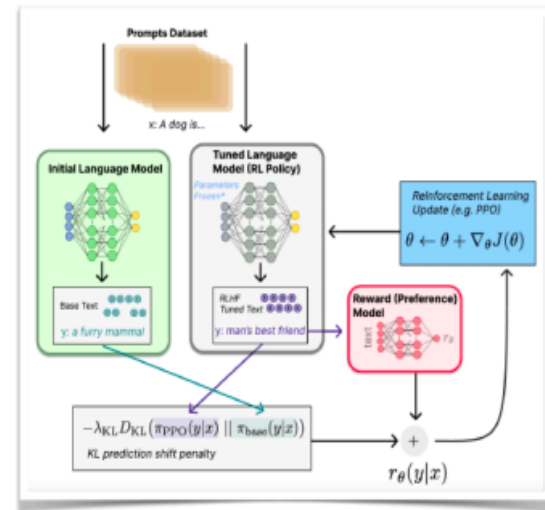 Prompts Dataset
x: A dog is...
Initial Language Model
Tuned Language
Model (RL Policy)
Parameters
Frozen*
Reinforcement Learning
Update (e.g. PPO)
θ ← θ + ∇θJ(θ)
Base Text
y: a furry mammal
RLHF
Tuned Text
y: man's best friend
Reward (Preference)
Model
text
rθ
−λKL DKL(πPPO(y|x) || πbase(y|x))
KL prediction shift penalty
+
rθ(y|x)